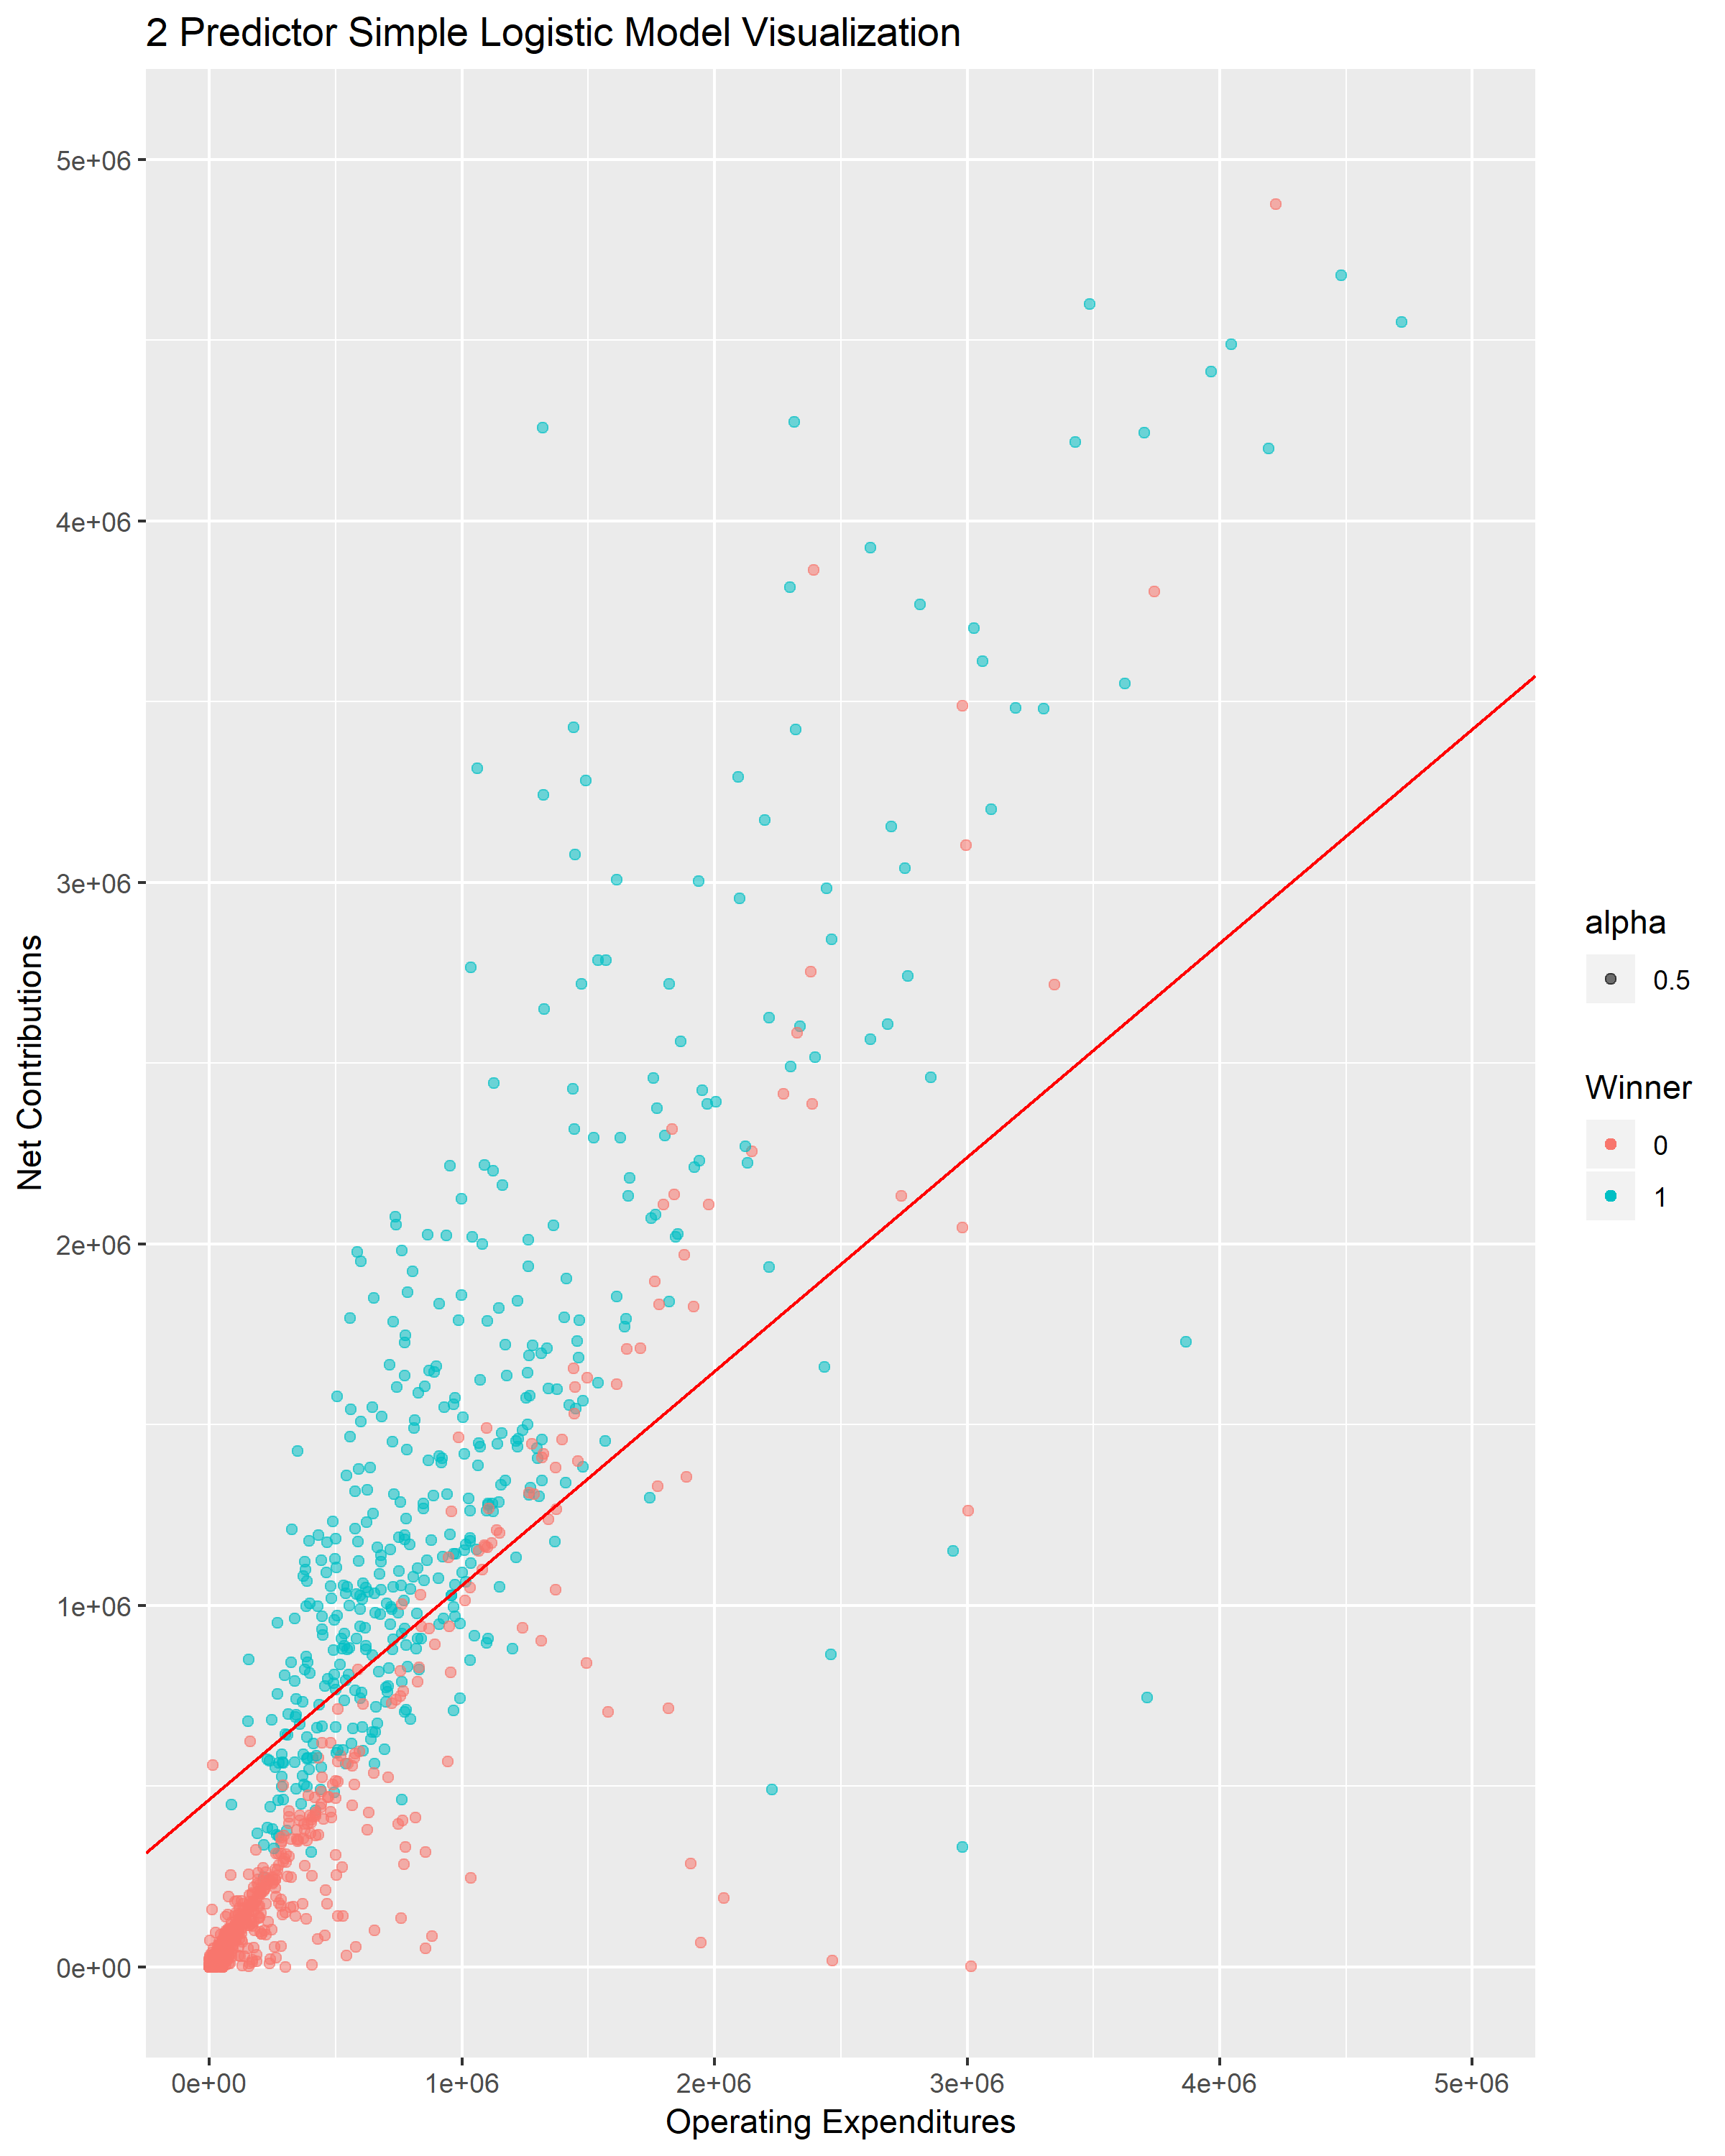 2 Predictor Simple Logistic Model Visualization
5e+06
4e+06
3e+06
2e+06
1e+06
0e+00
Net Contributions
0e+00 1e+06 2e+06 3e+06 4e+06 5e+06
Operating Expenditures
alpha
0.5
Winner
0
1